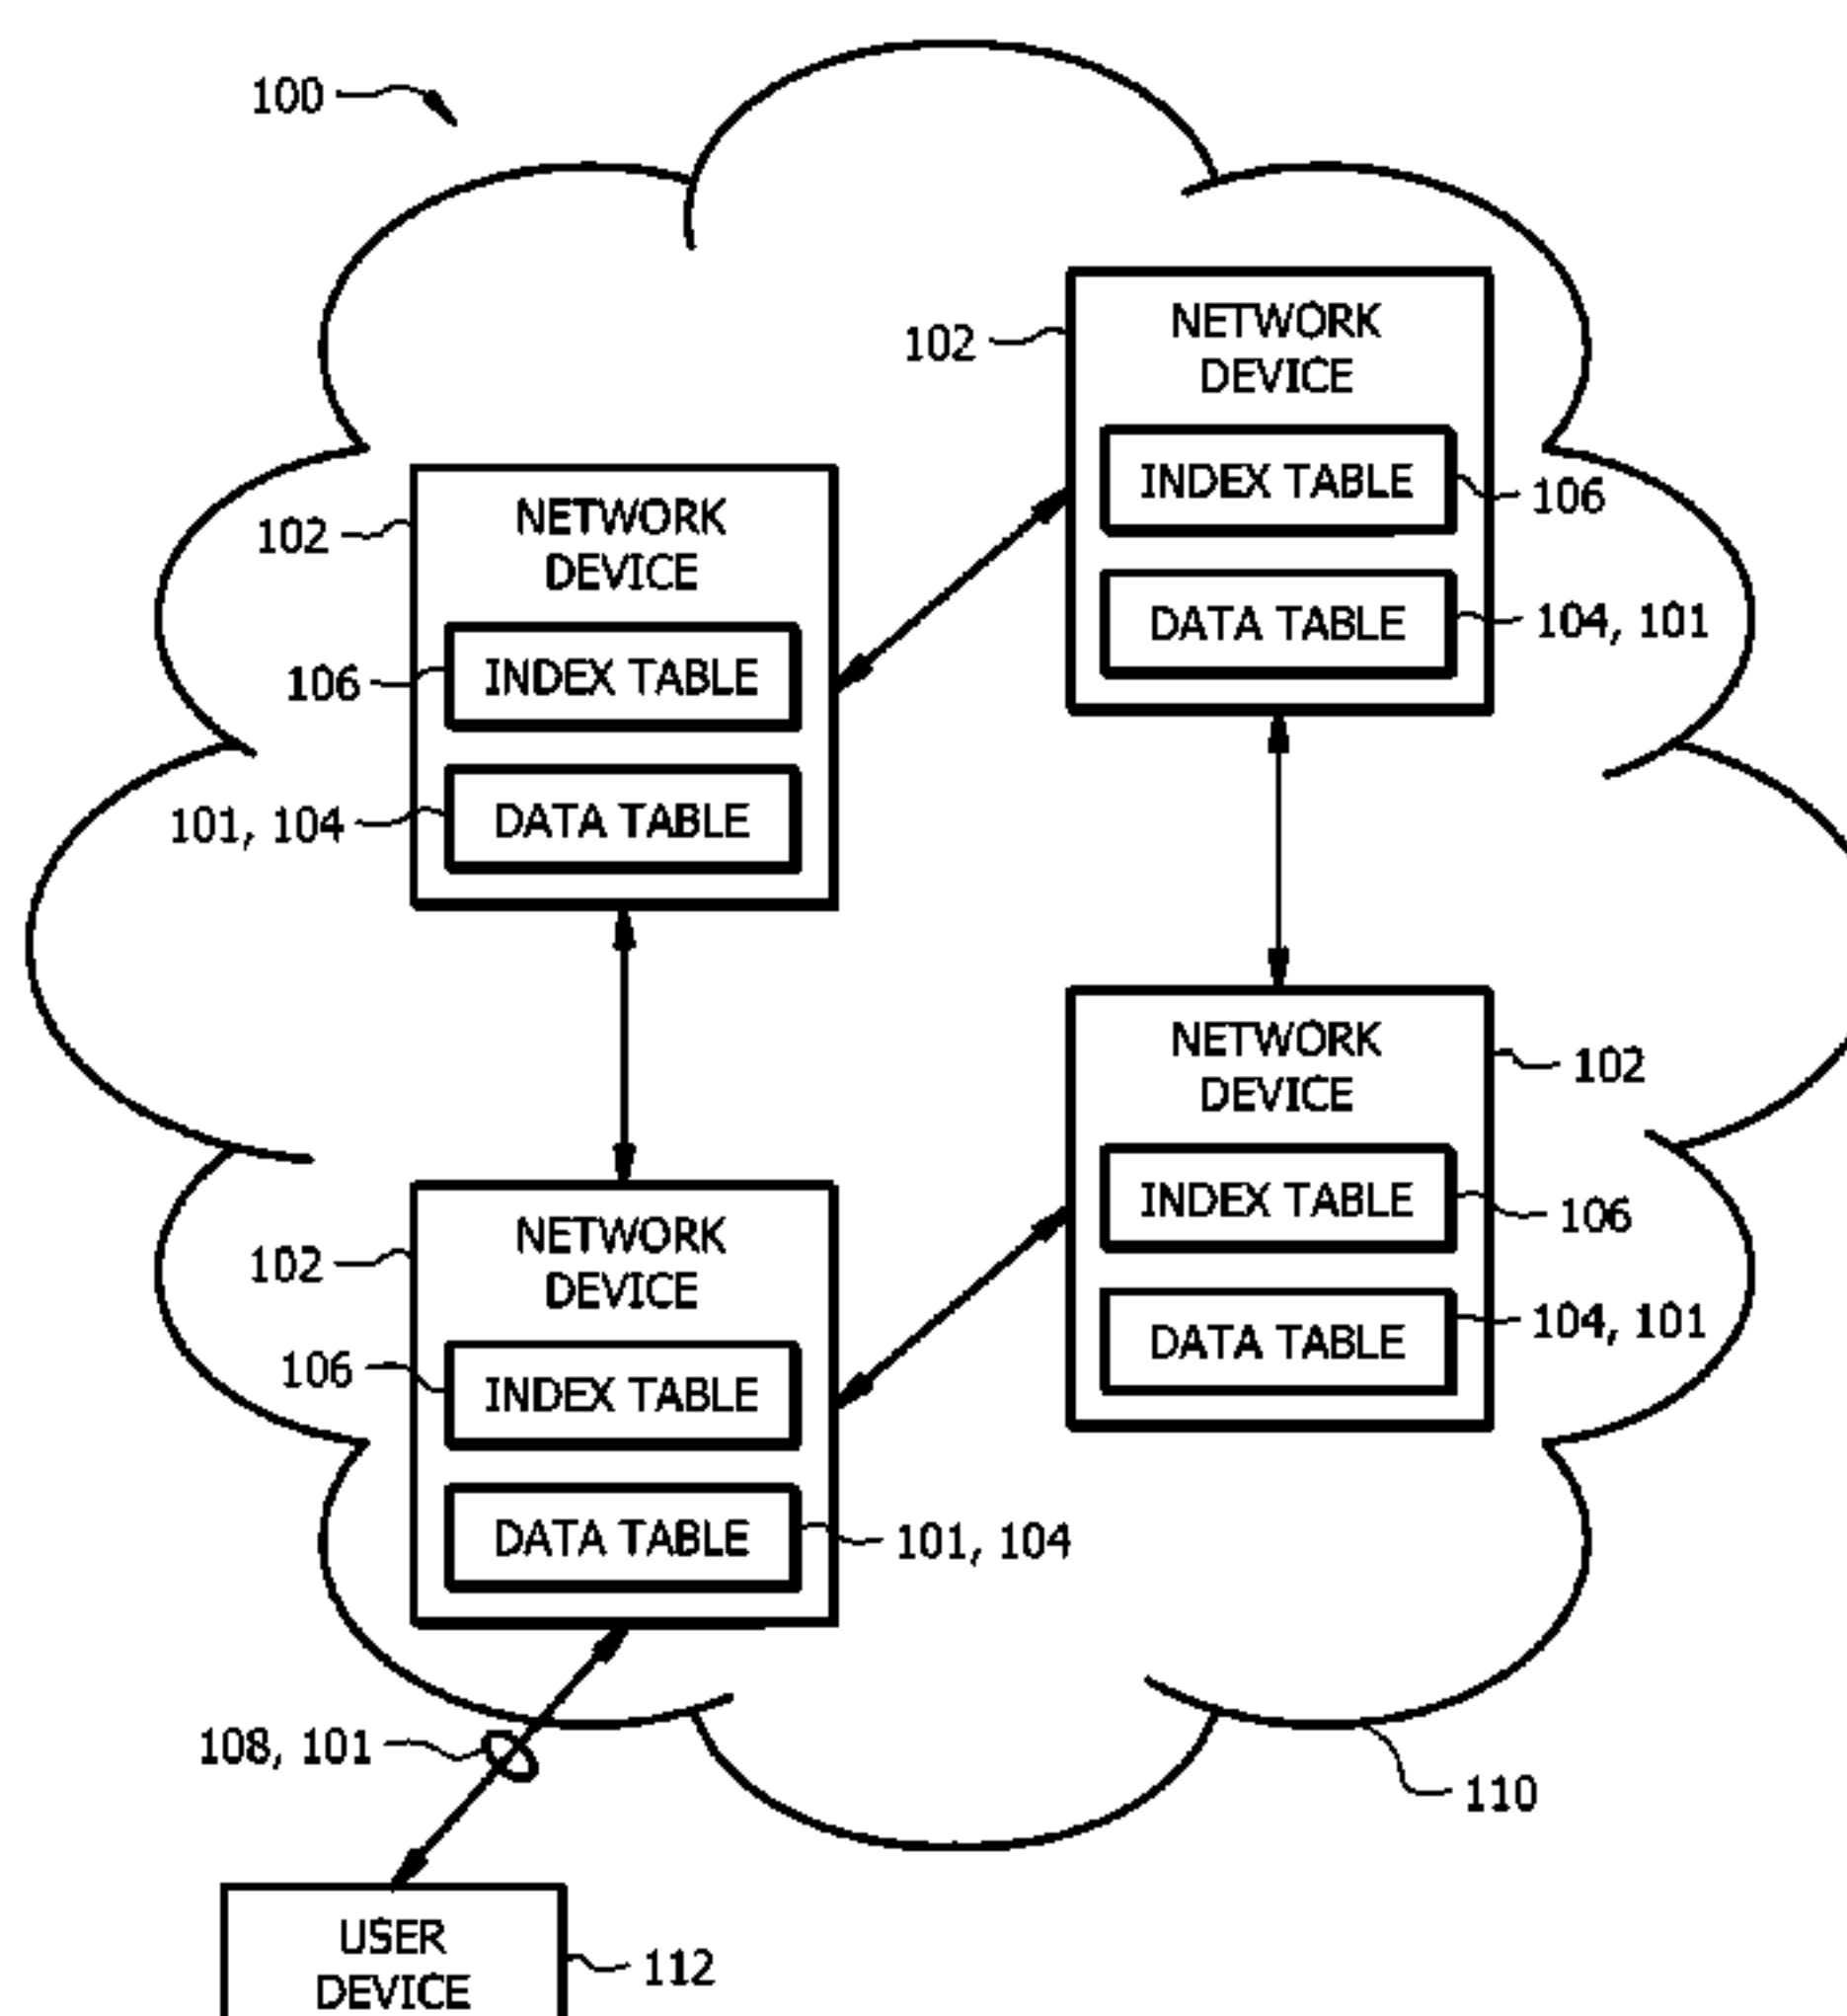 100
102
NETWORK
DEVICE
INDEX TABLE
106
DATA TABLE
104, 101
102
NETWORK
DEVICE
106
INDEX TABLE
101, 104
DATA TABLE
NETWORK
DEVICE
102
INDEX TABLE
106
DATA TABLE
104, 101
102
NETWORK
DEVICE
106
INDEX TABLE
DATA TABLE
101, 104
108, 101
110
USER
DEVICE
112